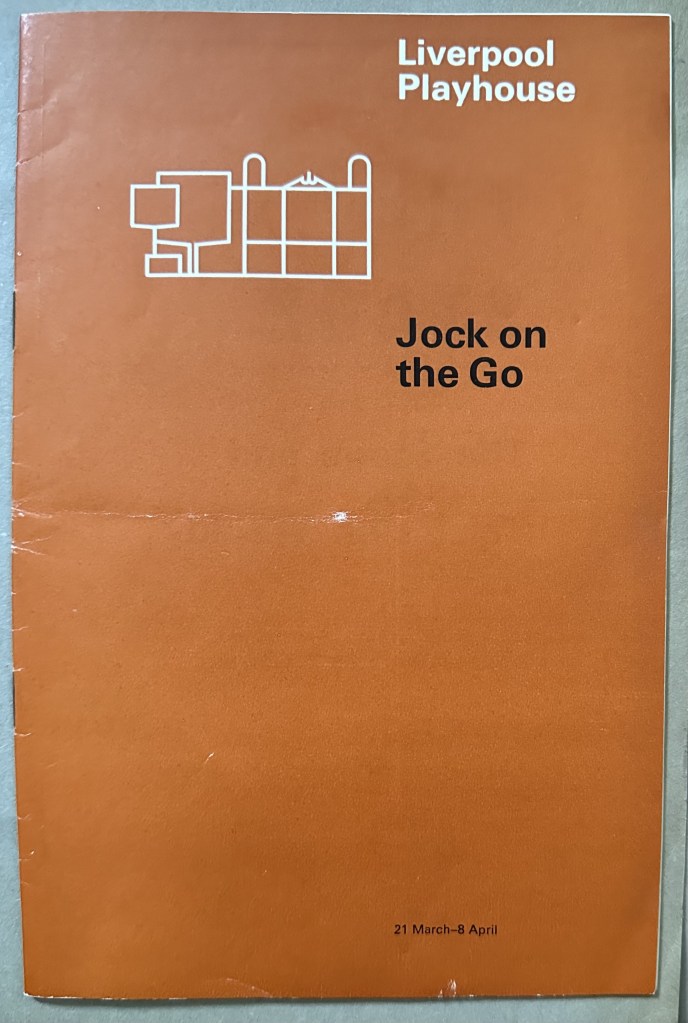 Liverpool
Playhouse
Jock on
the Go
21 March–8 April